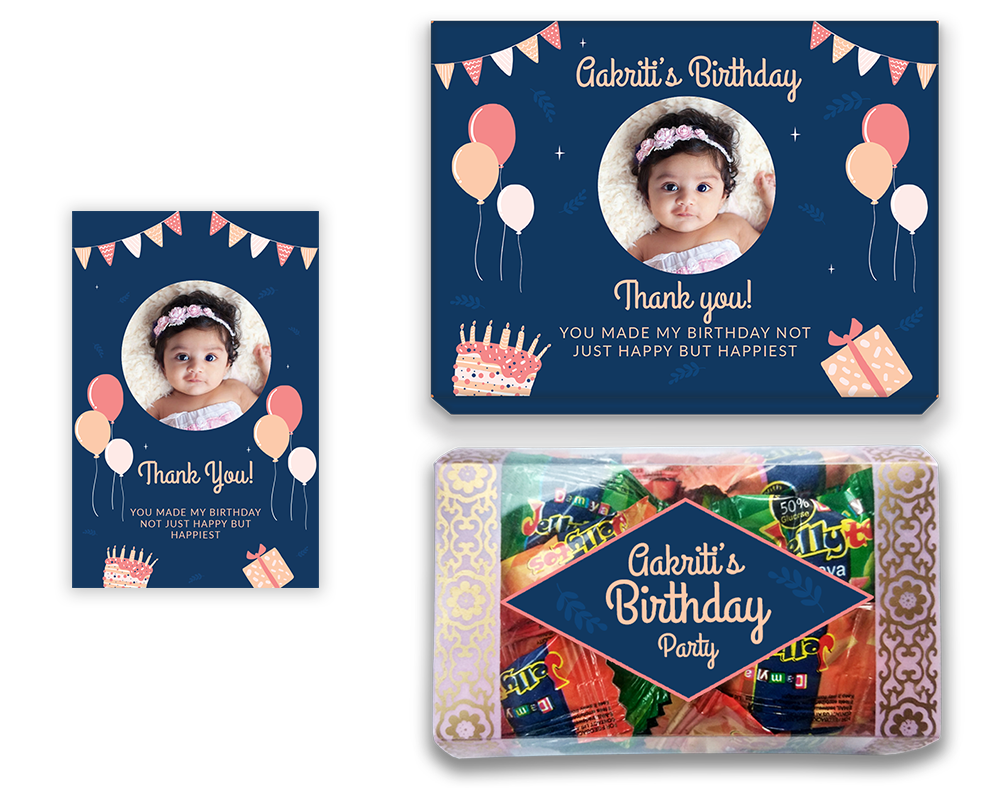 Aakriti's Birthday
Thank you!
YOU MADE MY BIRTHDAY NOT
JUST HAPPY BUT HAPPIEST
Thank You!
YOU MADE MY BIRTHDAY
NOT JUST HAPPY BUT
HAPPIEST
Aakriti's
Birthday
Party
50%
Glucose